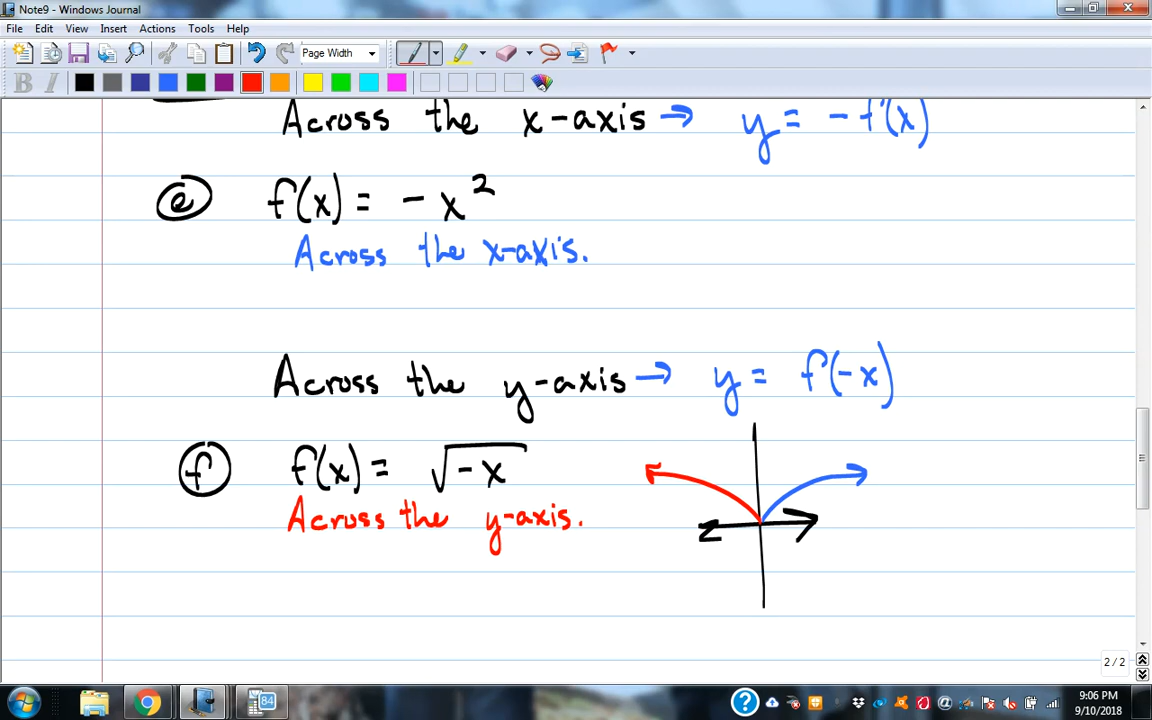 Note9 - Windows Journal
File Edit View Insert Actions Tools Help
Page Width
B I
Across the x-axis → y = -f(x)
e f(x) = -x²
Across the x-axis.
Across the y-axis → y = f(-x)
f f(x) = √-x
Across the y-axis.
2 / 2
84
9:06 PM
9/10/2018